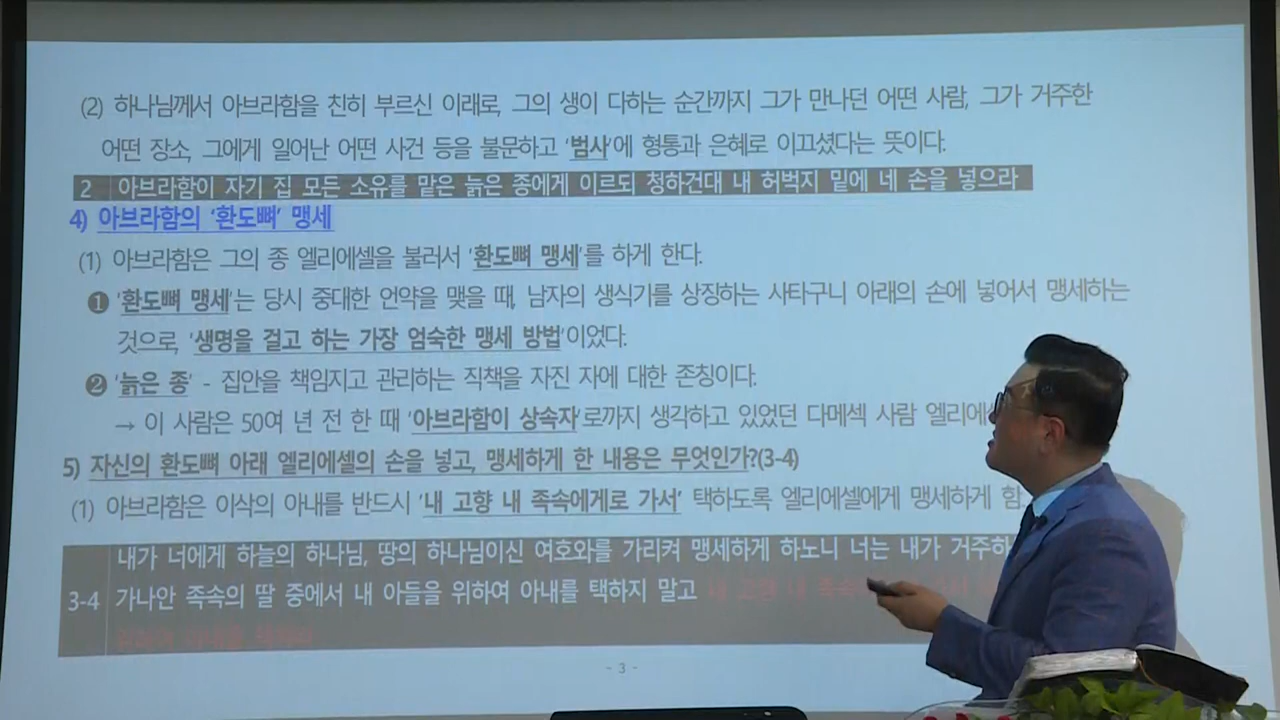 (2) 하나님께서 아브라함을 친히 부르신 이래로, 그의 생이 다하는 순간까지 그가 만나던 어떤 사람, 그가 거주한
어떤 장소, 그에게 일어난 어떤 사건 등을 불문하고 '범사'에 형통과 은혜로 이끄셨다는 뜻이다.
2 아브라함이 자기 집 모든 소유를 맡은 늙은 종에게 이르되 청하건대 내 허벅지 밑에 네 손을 넣으라
4) 아브라함의 '환도뼈' 맹세
(1) 아브라함은 그의 종 엘리에셀을 불러서 '환도뼈 맹세'를 하게 한다.
❶ '환도뼈 맹세'는 당시 중대한 언약을 맺을 때, 남자의 생식기를 상징하는 사타구니 아래의 손에 넣어서 맹세하는
것으로, '생명을 걸고 하는 가장 엄숙한 맹세 방법'이었다.
❷ '늙은 종' - 집안을 책임지고 관리하는 직책을 자진 자에 대한 존칭이다.
→ 이 사람은 50여 년 전 한 때 '아브라함이 상속자'로까지 생각하고 있었던 다메섹 사람 엘리에
5) 자신의 환도뼈 아래 엘리에셀의 손을 넣고, 맹세하게 한 내용은 무엇인가?(3-4)
(1) 아브라함은 이삭의 아내를 반드시 '내 고향 내 족속에게로 가서' 택하도록 엘리에셀에게 맹세하게 함
내가 너에게 하늘의 하나님, 땅의 하나님이신 여호와를 가리켜 맹세하게 하노니 너는 내가 거주하
3-4 가나안 족속의 딸 중에서 내 아들을 위하여 아내를 택하지 말고 내 고향 내 족속
- 3 -